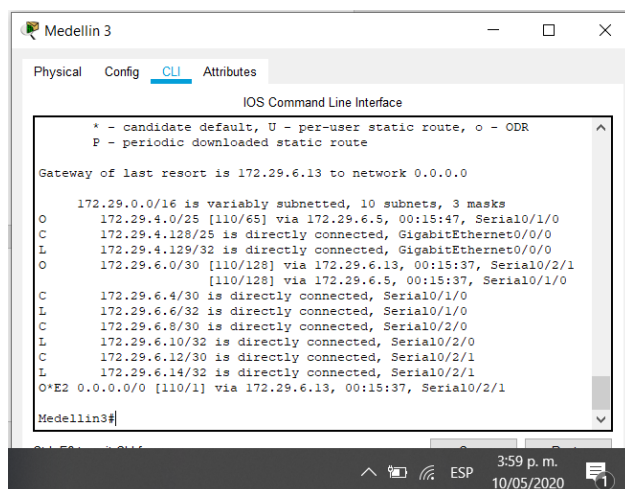 Medellin 3
Physical Config CLI Attributes
IOS Command Line Interface
* - candidate default, U - per-user static route, o - ODR
P - periodic downloaded static route
Gateway of last resort is 172.29.6.13 to network 0.0.0.0
172.29.0.0/16 is variably subnetted, 10 subnets, 3 masks
O 172.29.4.0/25 [110/65] via 172.29.6.5, 00:15:47, Serial0/1/0
C 172.29.4.128/25 is directly connected, GigabitEthernet0/0/0
L 172.29.4.129/32 is directly connected, GigabitEthernet0/0/0
O 172.29.6.0/30 [110/128] via 172.29.6.13, 00:15:37, Serial0/2/1
[110/128] via 172.29.6.5, 00:15:37, Serial0/1/0
C 172.29.6.4/30 is directly connected, Serial0/1/0
L 172.29.6.6/32 is directly connected, Serial0/1/0
C 172.29.6.8/30 is directly connected, Serial0/2/0
L 172.29.6.10/32 is directly connected, Serial0/2/0
C 172.29.6.12/30 is directly connected, Serial0/2/1
L 172.29.6.14/32 is directly connected, Serial0/2/1
O*E2 0.0.0.0/0 [110/1] via 172.29.6.13, 00:15:37, Serial0/2/1
Medellin3#
ESP
3:59 p. m.
10/05/2020
1